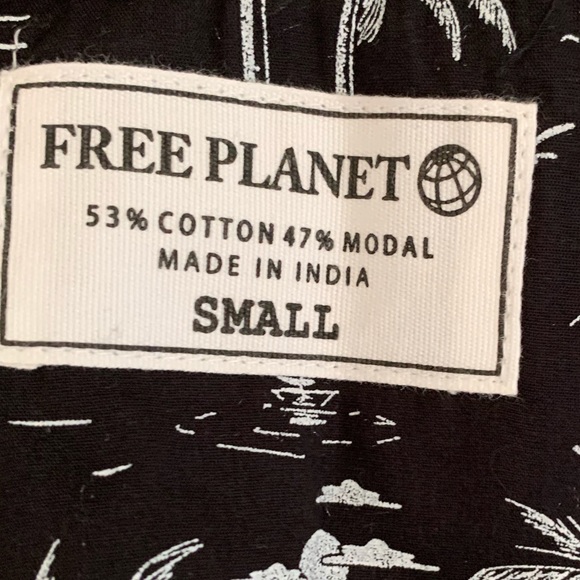 FREE PLANET
53% COTTON 47% MODAL
MADE IN INDIA
SMALL